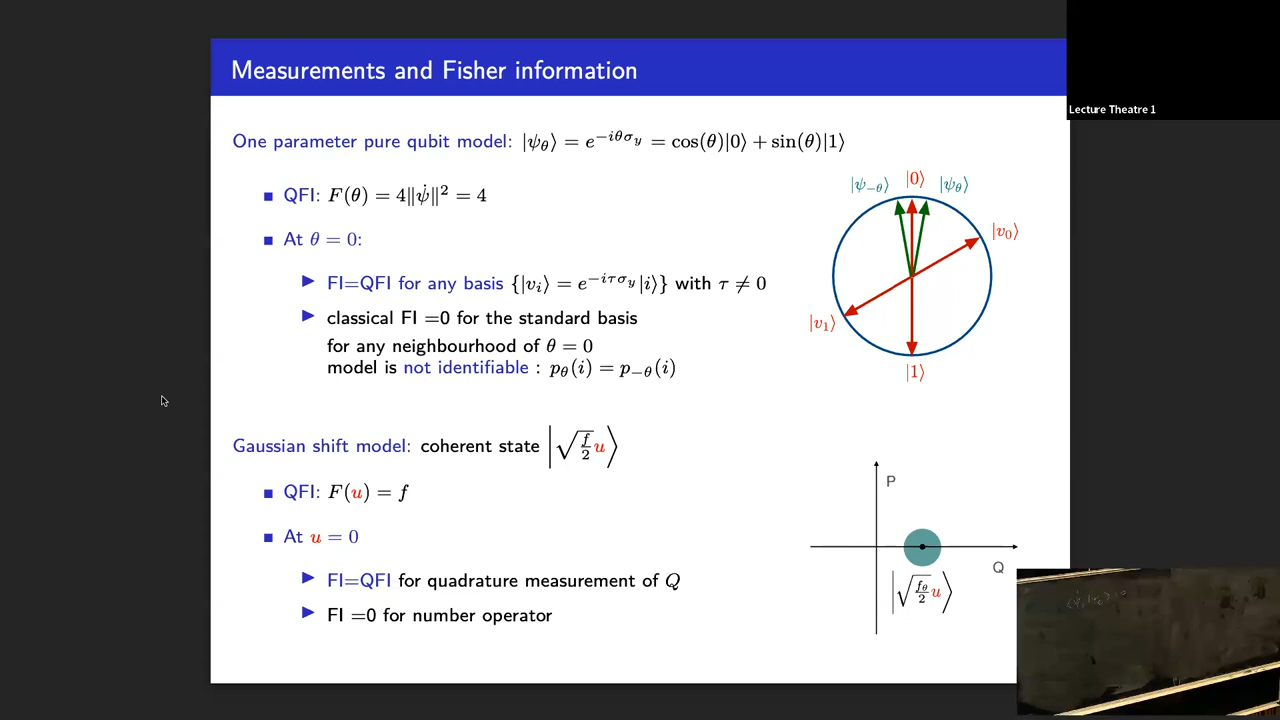 Measurements and Fisher information
Lecture Theatre 1
One parameter pure qubit model: |ψ_θ⟩ = e^{−iθσ_y} = cos(θ)|0⟩ + sin(θ)|1⟩
QFI: F(θ) = 4‖ψ̇‖² = 4
At θ = 0:
FI=QFI for any basis {|v_i⟩ = e^{−iτσ_y}|i⟩} with τ ≠ 0
classical FI =0 for the standard basis
for any neighbourhood of θ = 0
model is not identifiable : p_θ(i) = p_{−θ}(i)
|ψ_{−θ}⟩ |0⟩ |ψ_θ⟩
|v_0⟩
|v_1⟩
|1⟩
Gaussian shift model: coherent state |√(f/2) u⟩
QFI: F(u) = f
At u = 0
FI=QFI for quadrature measurement of Q
FI =0 for number operator
P
Q
|√(f_θ/2) u⟩